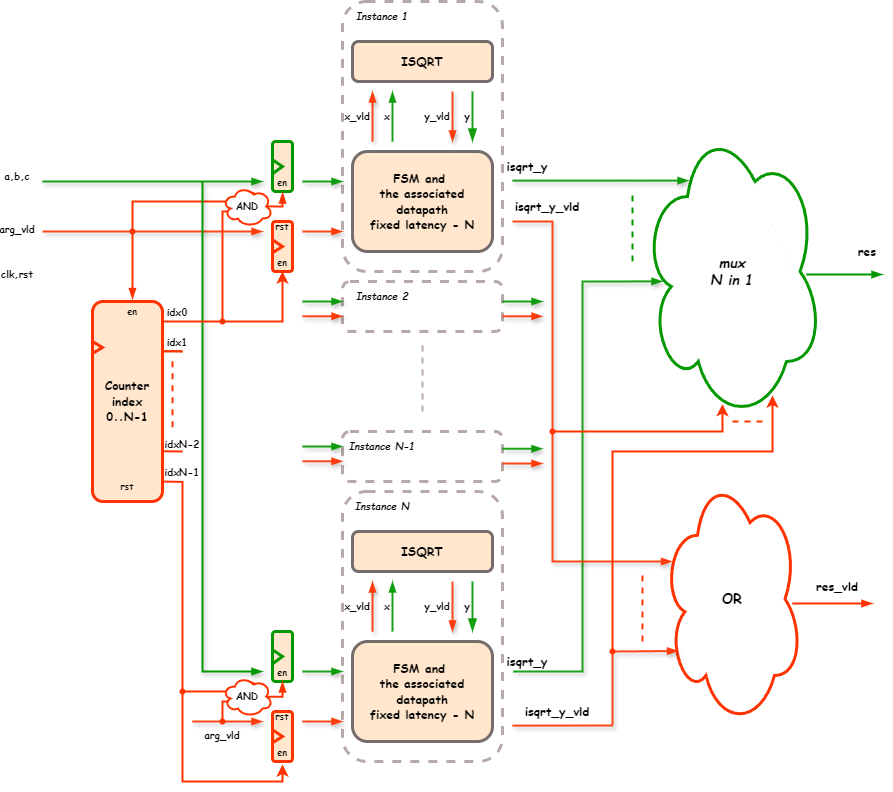 Instance 1
ISQRT
x_vld
x
y_vld
y
a,b,c
en
FSM and
the associated
datapath
fixed latency - N
isqrt_y
AND
isqrt_y_vld
arg_vld
rst
en
clk,rst
mux
N in 1
res
en
idx0
Instance 2
idx1
Counter
index
0..N-1
idxN-2
Instance N-1
idxN-1
rst
Instance N
ISQRT
x_vld
x
y_vld
y
OR
res_vld
en
FSM and
the associated
datapath
fixed latency - N
isqrt_y
AND
isqrt_y_vld
arg_vld
rst
en